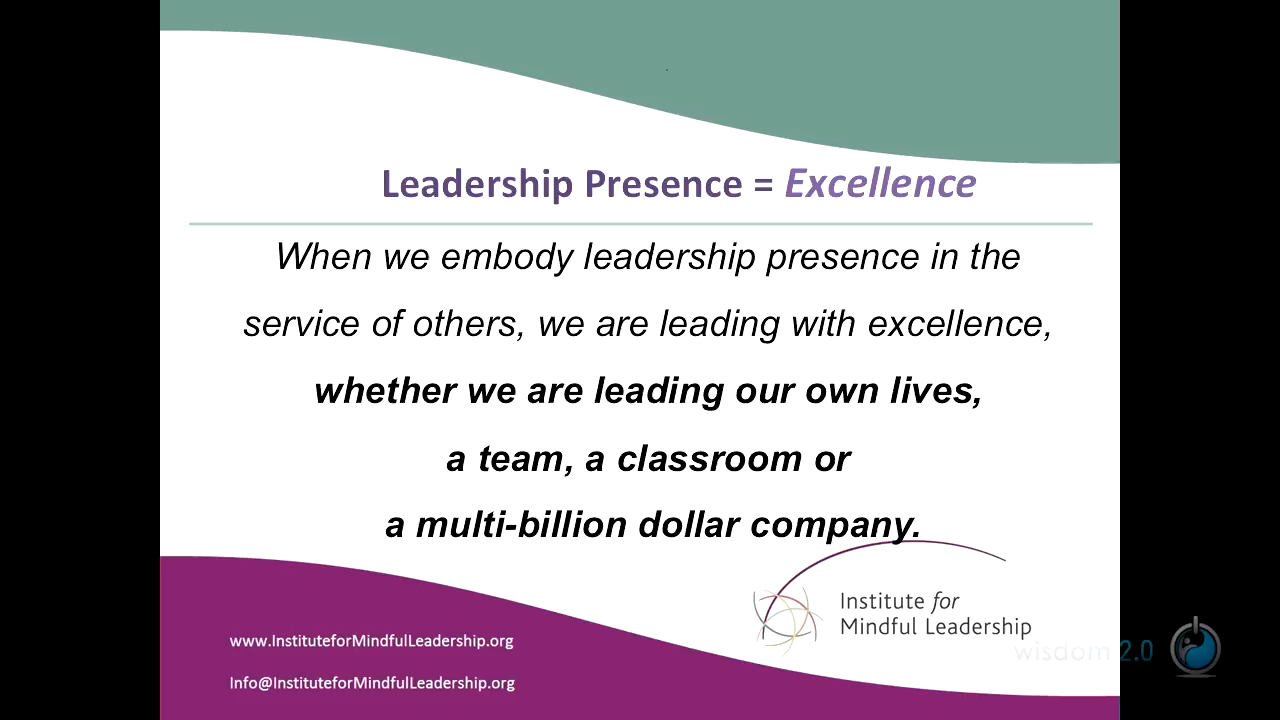 Leadership Presence = Excellence
When we embody leadership presence in the
service of others, we are leading with excellence,
whether we are leading our own lives,
a team, a classroom or
a multi-billion dollar company.
Institute for
Mindful Leadership
www.InstituteforMindfulLeadership.org
wisdom 2.0
Info@InstituteforMindfulLeadership.org